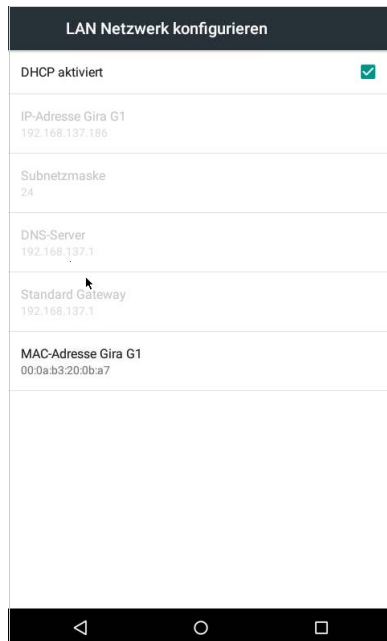 LAN Netzwerk konfigurieren
DHCP aktiviert
IP-Adresse Gira G1
192.168.137.186
Subnetzmaske
24
DNS-Server
192.168.137.1
Standard Gateway
192.168.137.1
MAC-Adresse Gira G1
00:0a:b3:20:0b:a7